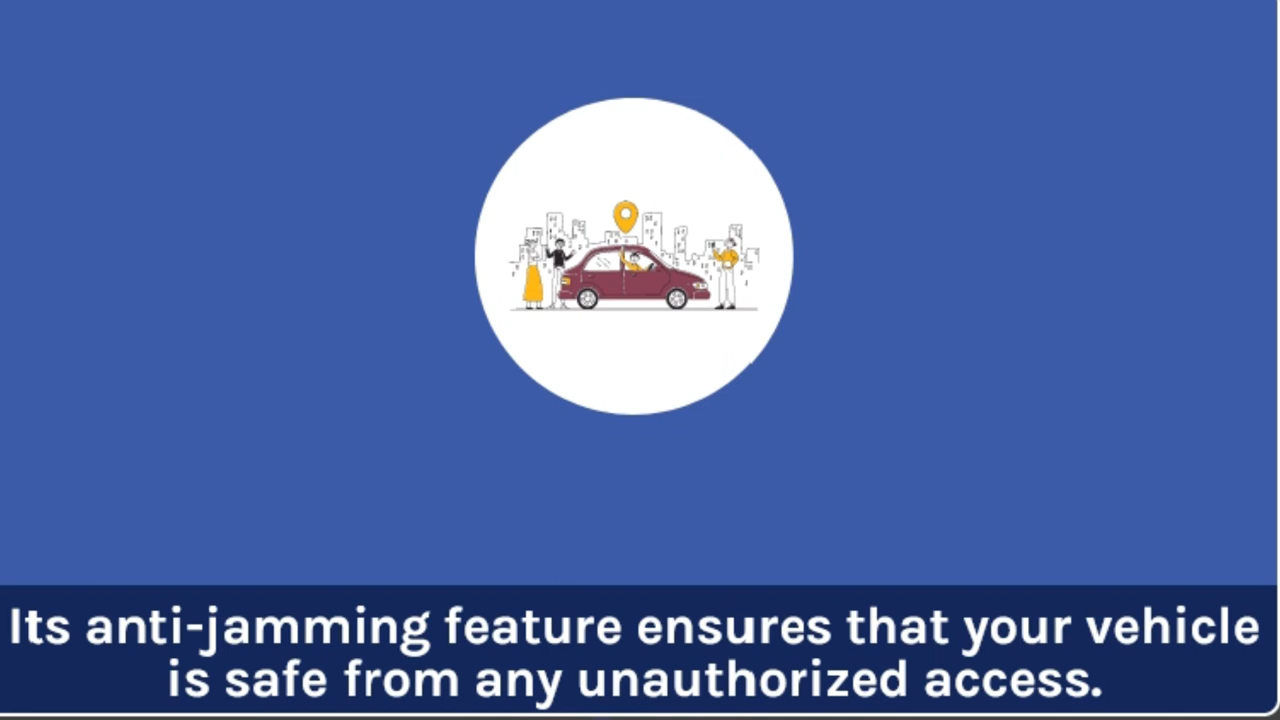 Its anti-jamming feature ensures that your vehicle
is safe from any unauthorized access.